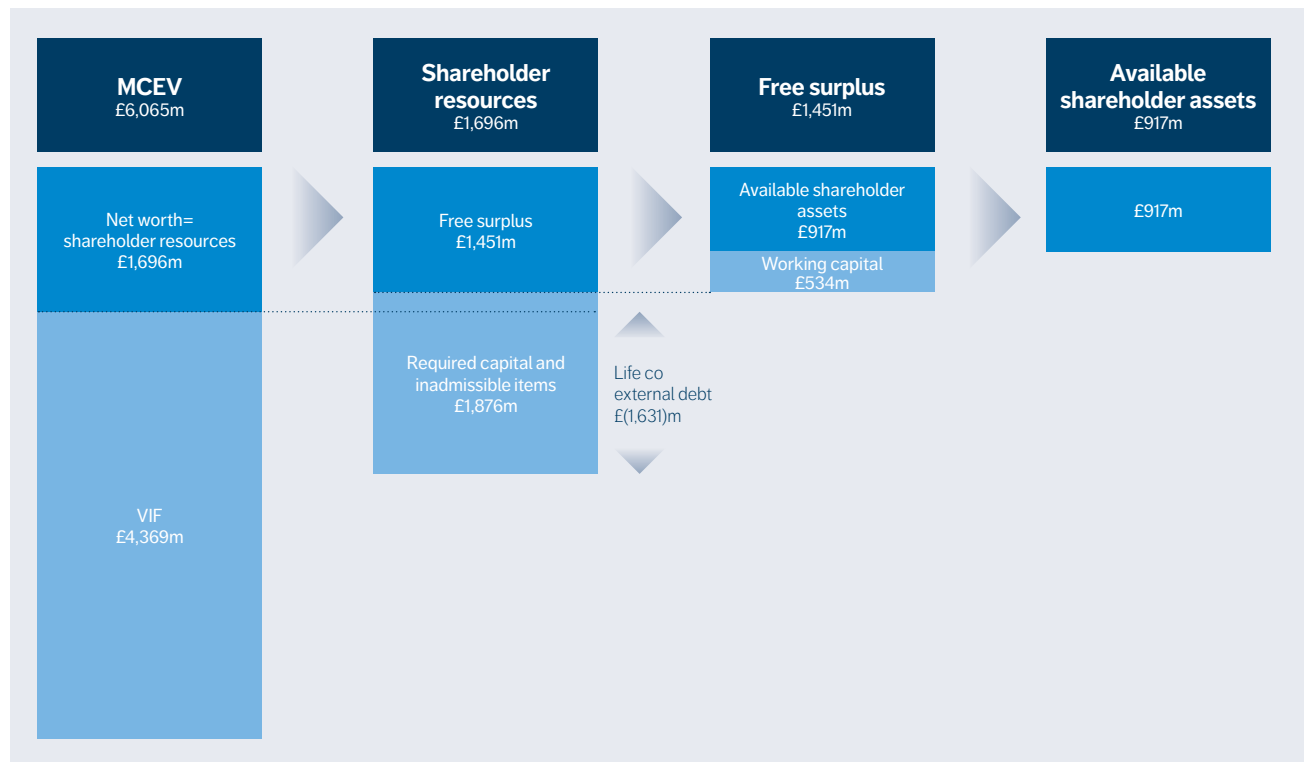 MCEV
£6,065m
Net worth=
shareholder resources
£1,696m
VIF
£4,369m
Shareholder
resources
£1,696m
Free surplus
£1,451m
Required capital and
inadmissible items
£1,876m
Life co
external debt
£(1,631)m
Free surplus
£1,451m
Available shareholder
assets
£917m
Working capital
£534m
Available
shareholder assets
£917m
£917m